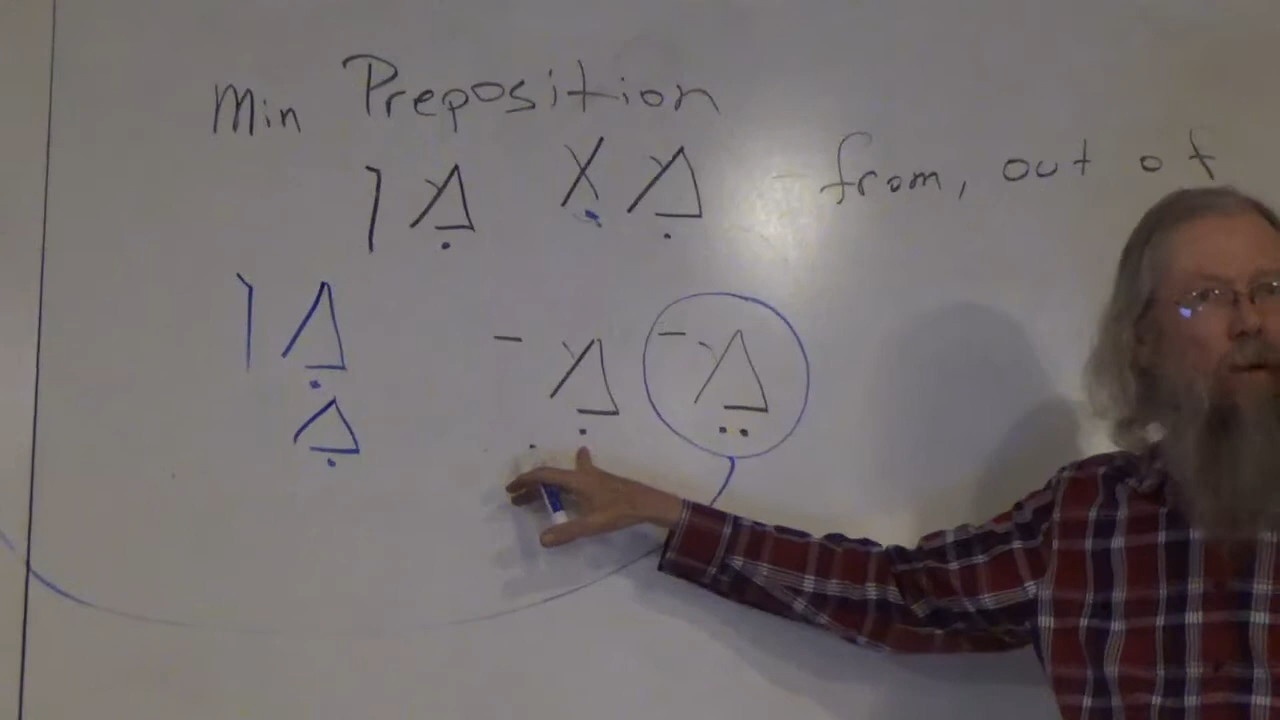 Min Preposition
מִן - from, out of
מִן
מֵ־ מִ־
מִ